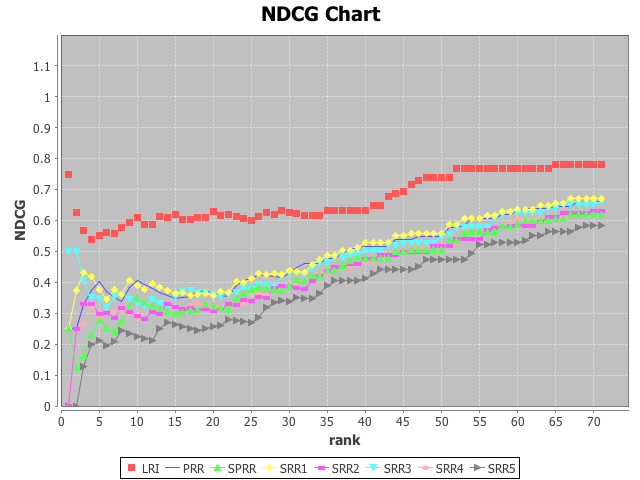 NDCG Chart
NDCG
1.1
1
0.9
0.8
0.7
0.6
0.5
0.4
0.3
0.2
0.1
0
0 5 10 15 20 25 30 35 40 45 50 55 60 65 70
rank
LRI PRR SPRR SRR1 SRR2 SRR3 SRR4 SRR5